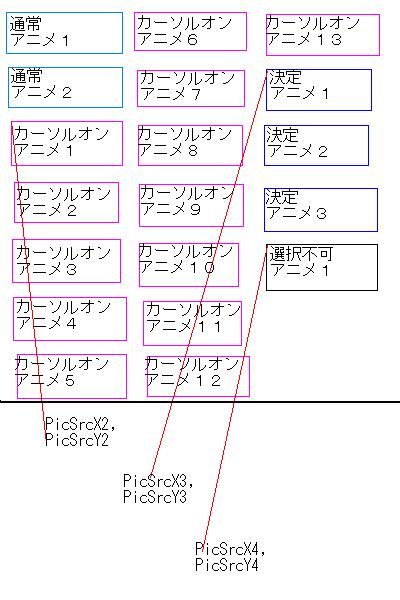 通常
アニメ１
通常
アニメ２
カーソルオン
アニメ１
カーソルオン
アニメ２
カーソルオン
アニメ３
カーソルオン
アニメ４
カーソルオン
アニメ５
カーソルオン
アニメ６
カーソルオン
アニメ７
カーソルオン
アニメ８
カーソルオン
アニメ９
カーソルオン
アニメ１０
カーソルオン
アニメ１１
カーソルオン
アニメ１２
カーソルオン
アニメ１３
決定
アニメ１
決定
アニメ２
決定
アニメ３
選択不可
アニメ１
PicSrcX2,
PicSrcY2
PicSrcX3,
PicSrcY3
PicSrcX4,
PicSrcY4